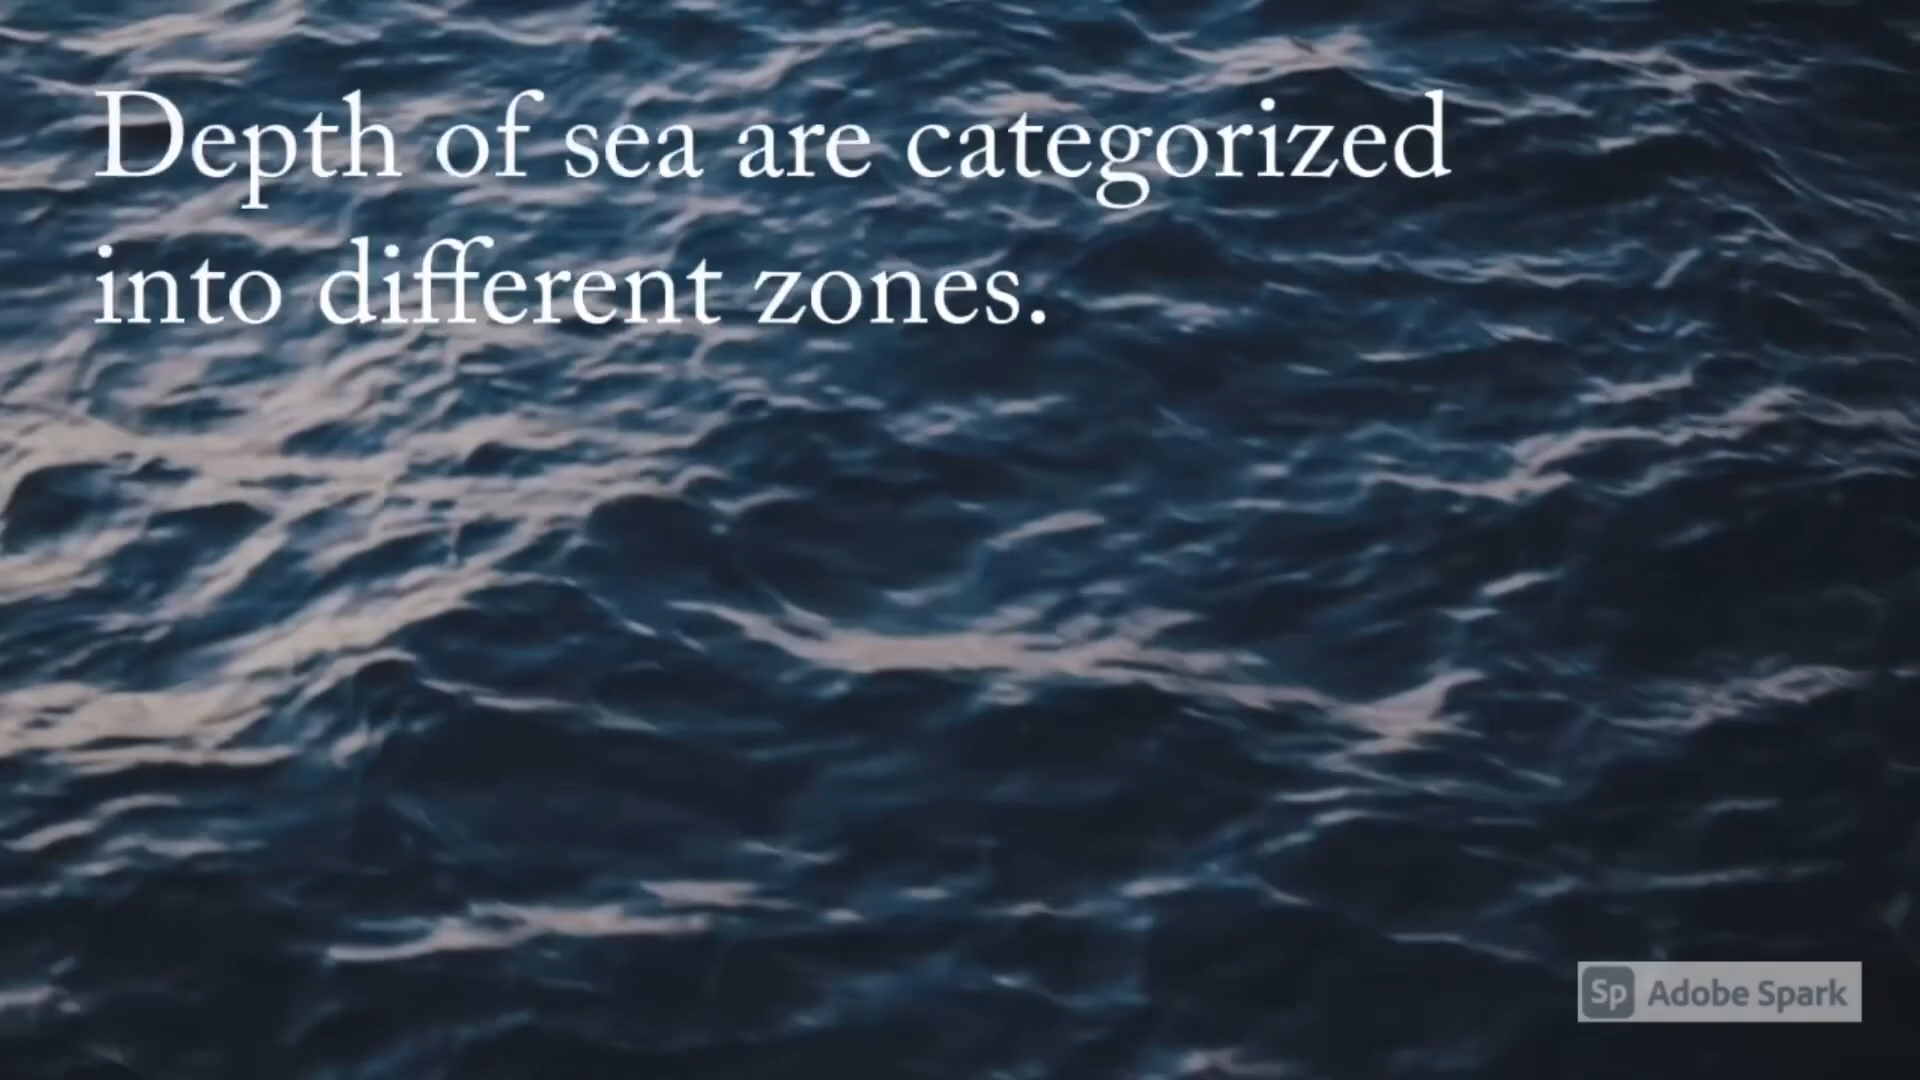 Depth of sea are categorized
into different zones.
Sp Adobe Spark